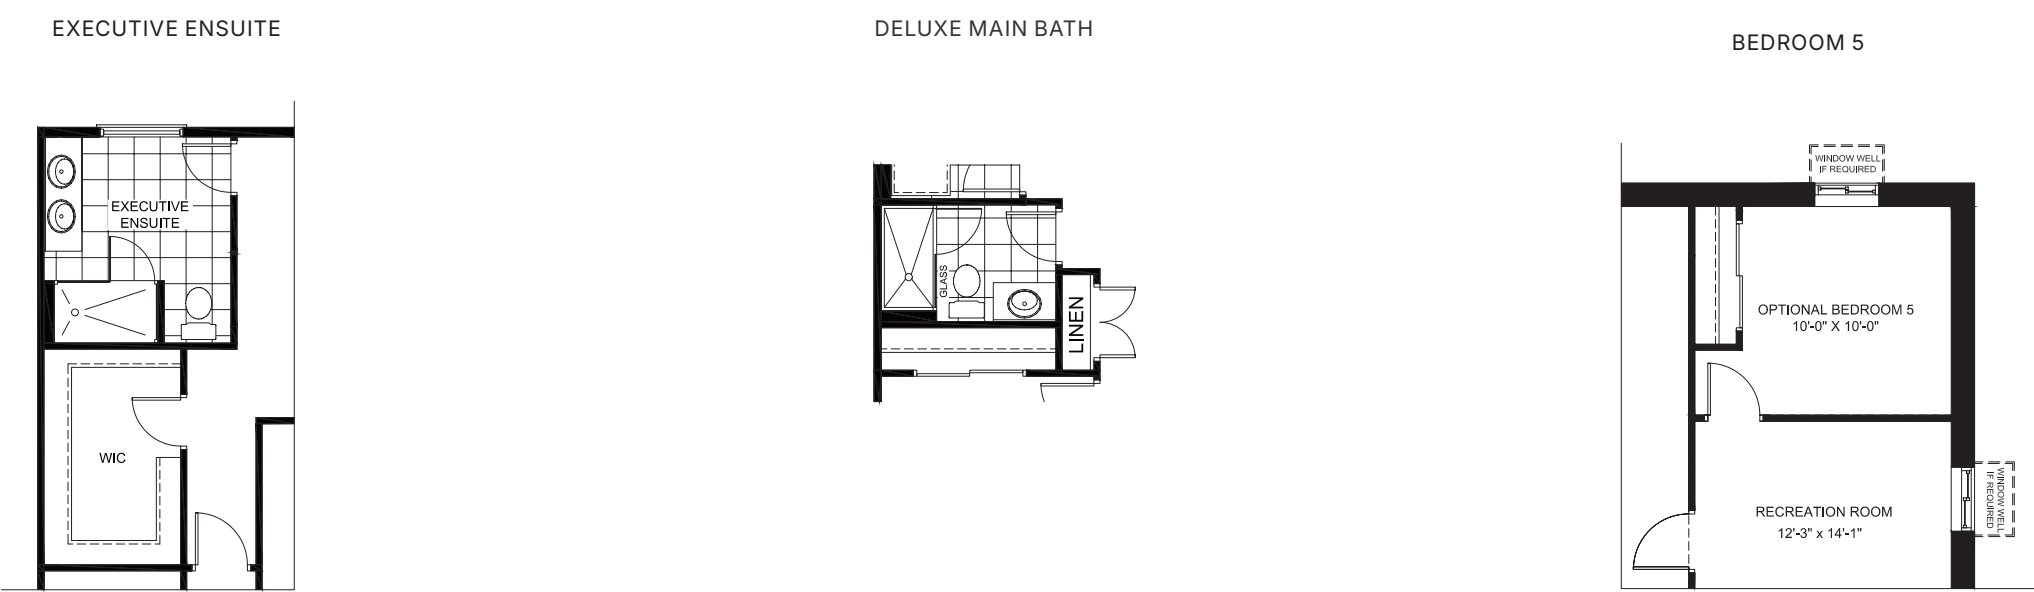 EXECUTIVE ENSUITE
EXECUTIVE
ENSUITE
WIC
DELUXE MAIN BATH
GLASS
LINEN
BEDROOM 5
WINDOW WELL
IF REQUIRED
OPTIONAL BEDROOM 5
10'-0" X 10'-0"
RECREATION ROOM
12'-3" x 14'-1"
WINDOW WELL
IF REQUIRED